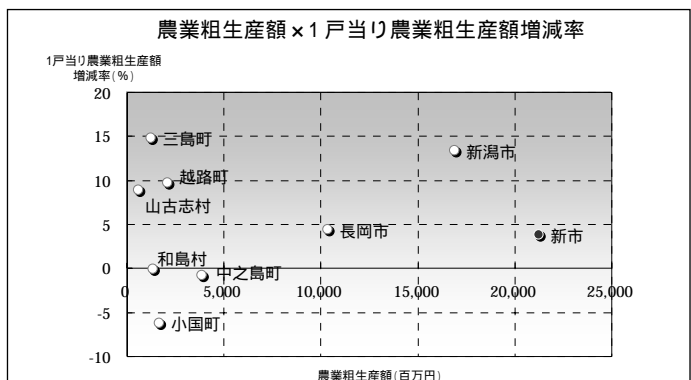 農業粗生産額×1戸当り農業粗生産額増減率
1戸当り農業粗生産額
増減率(%)
20
15
10
5
0
-5
-10
三島町
新潟市
越路町
山古志村
長岡市
新市
和島村
中之島町
小国町
0
5,000
10,000
15,000
20,000
25,000
農業粗生産額(百万円)